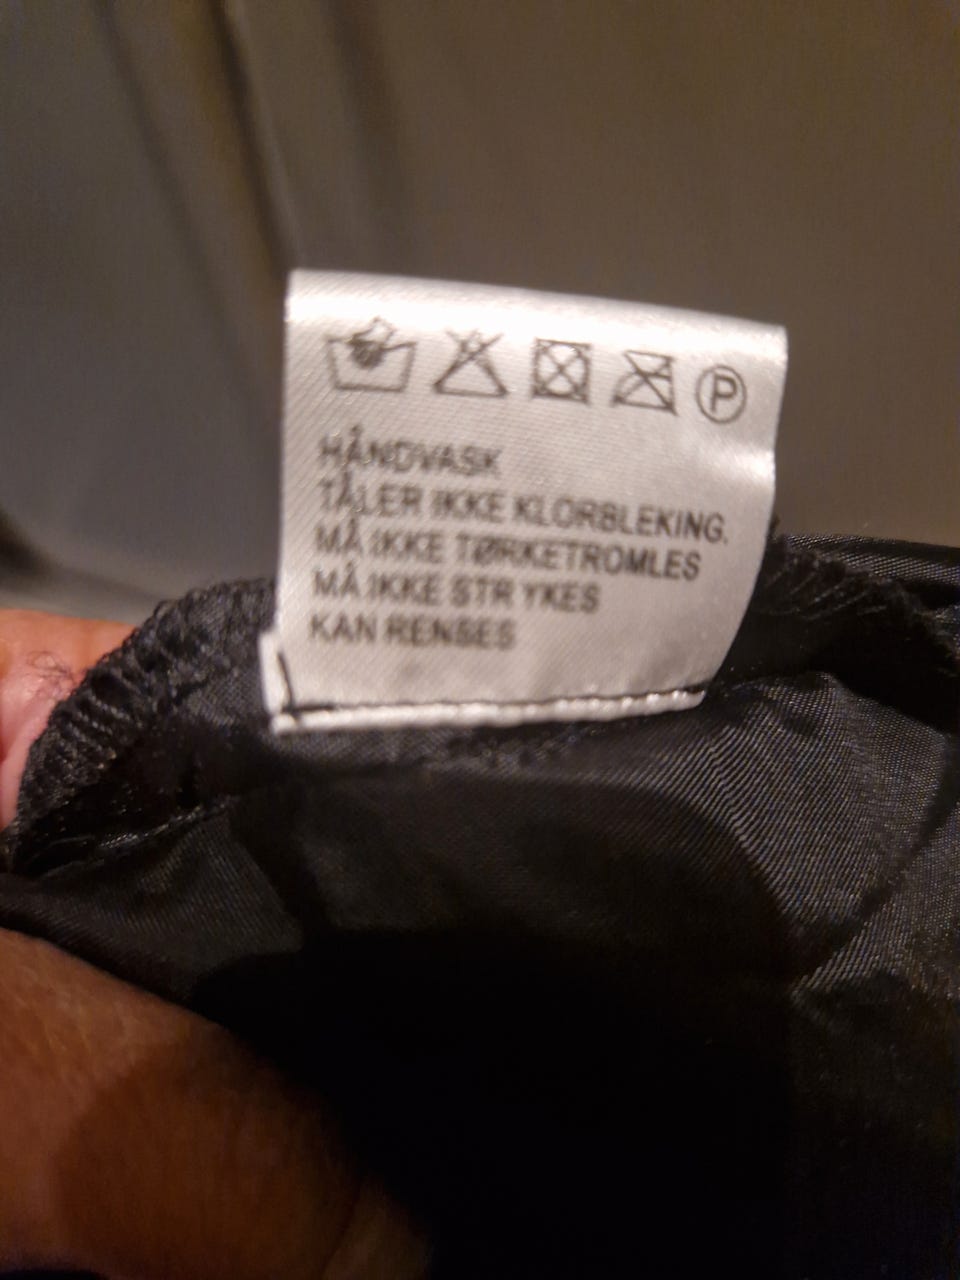 P
HÅNDVASK
TÅLER IKKE KLORBLEKING.
MÅ IKKE TØRKETROMLES
MÅ IKKE STR YKES
KAN RENSES